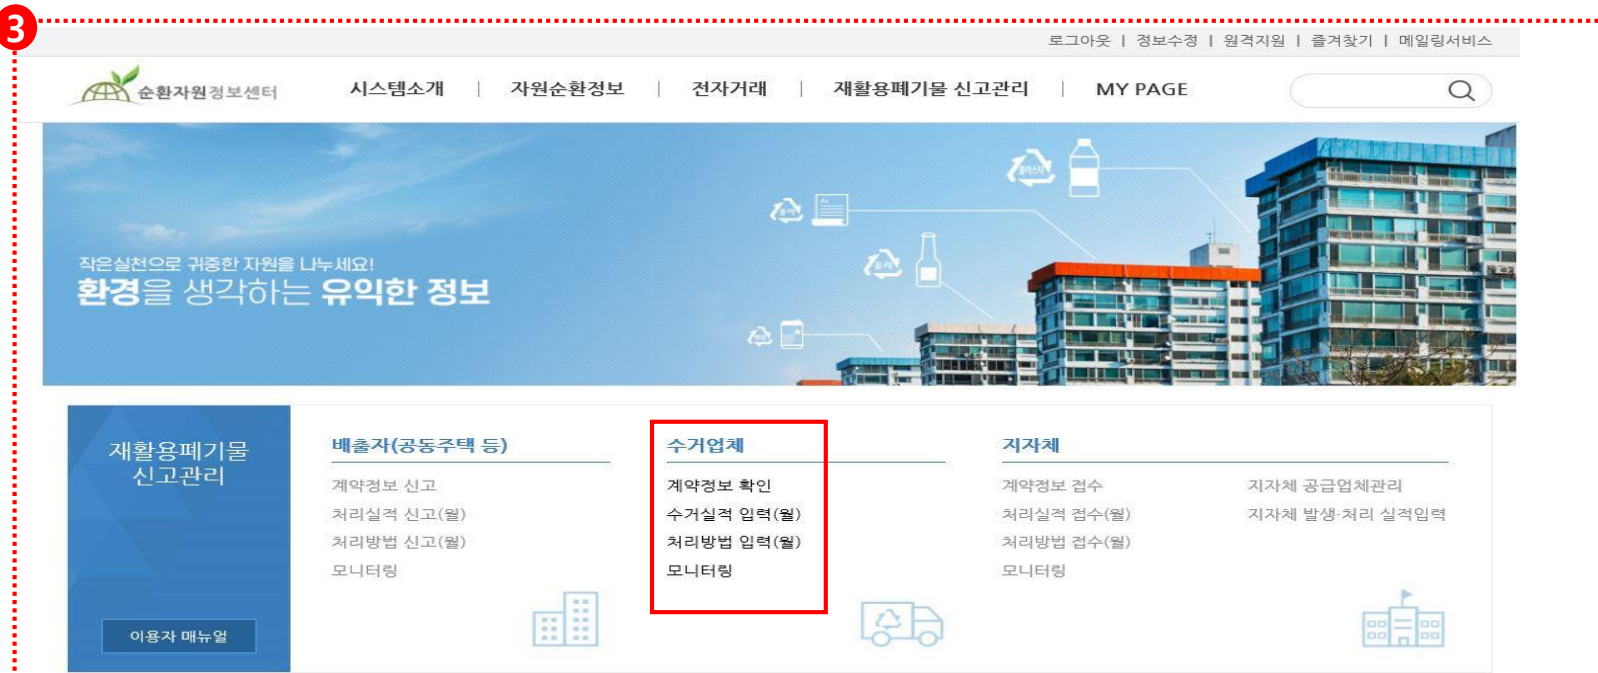 3
로그아웃 | 정보수정 | 원격지원 | 즐겨찾기 | 메일링서비스
순환자원정보센터
시스템소개 | 자원순환정보 | 전자거래 | 재활용폐기물 신고관리 | MY PAGE
플라스틱
종이
유리
작은실천으로 귀중한 자원을 나누세요!
환경을 생각하는 유익한 정보
재활용폐기물
신고관리
이용자 매뉴얼
배출자(공동주택 등)
계약정보 신고
처리실적 신고(월)
처리방법 신고(월)
모니터링
수거업체
계약정보 확인
수거실적 입력(월)
처리방법 입력(월)
모니터링
지자체
계약정보 접수
처리실적 접수(월)
처리방법 접수(월)
모니터링
지자체 공급업체관리
지자체 발생·처리 실적입력